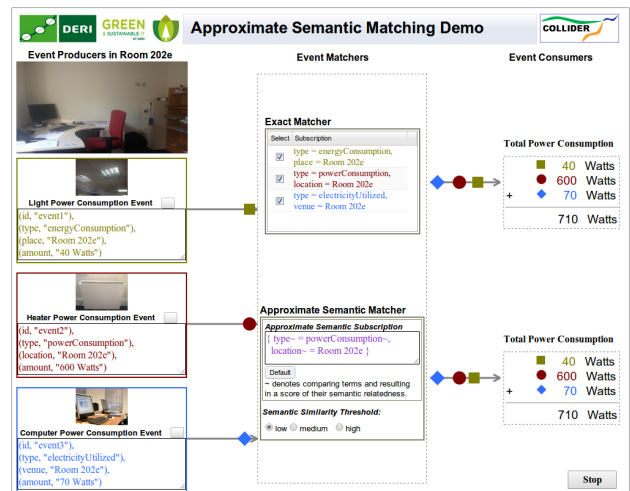 DERI
GREEN
& SUSTAINABLE IT
Approximate Semantic Matching Demo
COLLIDER
Event Producers in Room 202e
Event Matchers
Event Consumers
Light Power Consumption Event
(id, "event1"),
(type, "energyConsumption"),
(place, "Room 202e"),
(amount, "40 Watts")
Heater Power Consumption Event
(id, "event2"),
(type, "powerConsumption"),
(location, "Room 202e"),
(amount, "600 Watts")
Computer Power Consumption Event
(id, "event3"),
(type, "electricityUtilized"),
(venue, "Room 202e"),
(amount, "70 Watts")
Exact Matcher
Select Subscription
type = energyConsumption,
place = Room 202e
type = powerConsumption,
location = Room 202e
type = electricityUtilized,
venue = Room 202e
Approximate Semantic Matcher
Approximate Semantic Subscription
{ type~ = powerConsumption~,
location~ = Room 202e }
Default
~ denotes comparing terms and resulting
in a score of their semantic relatedness.
Semantic Similarity Threshold:
low medium high
Total Power Consumption
40 Watts
600 Watts
+ 70 Watts
710 Watts
Total Power Consumption
40 Watts
600 Watts
+ 70 Watts
710 Watts
Stop